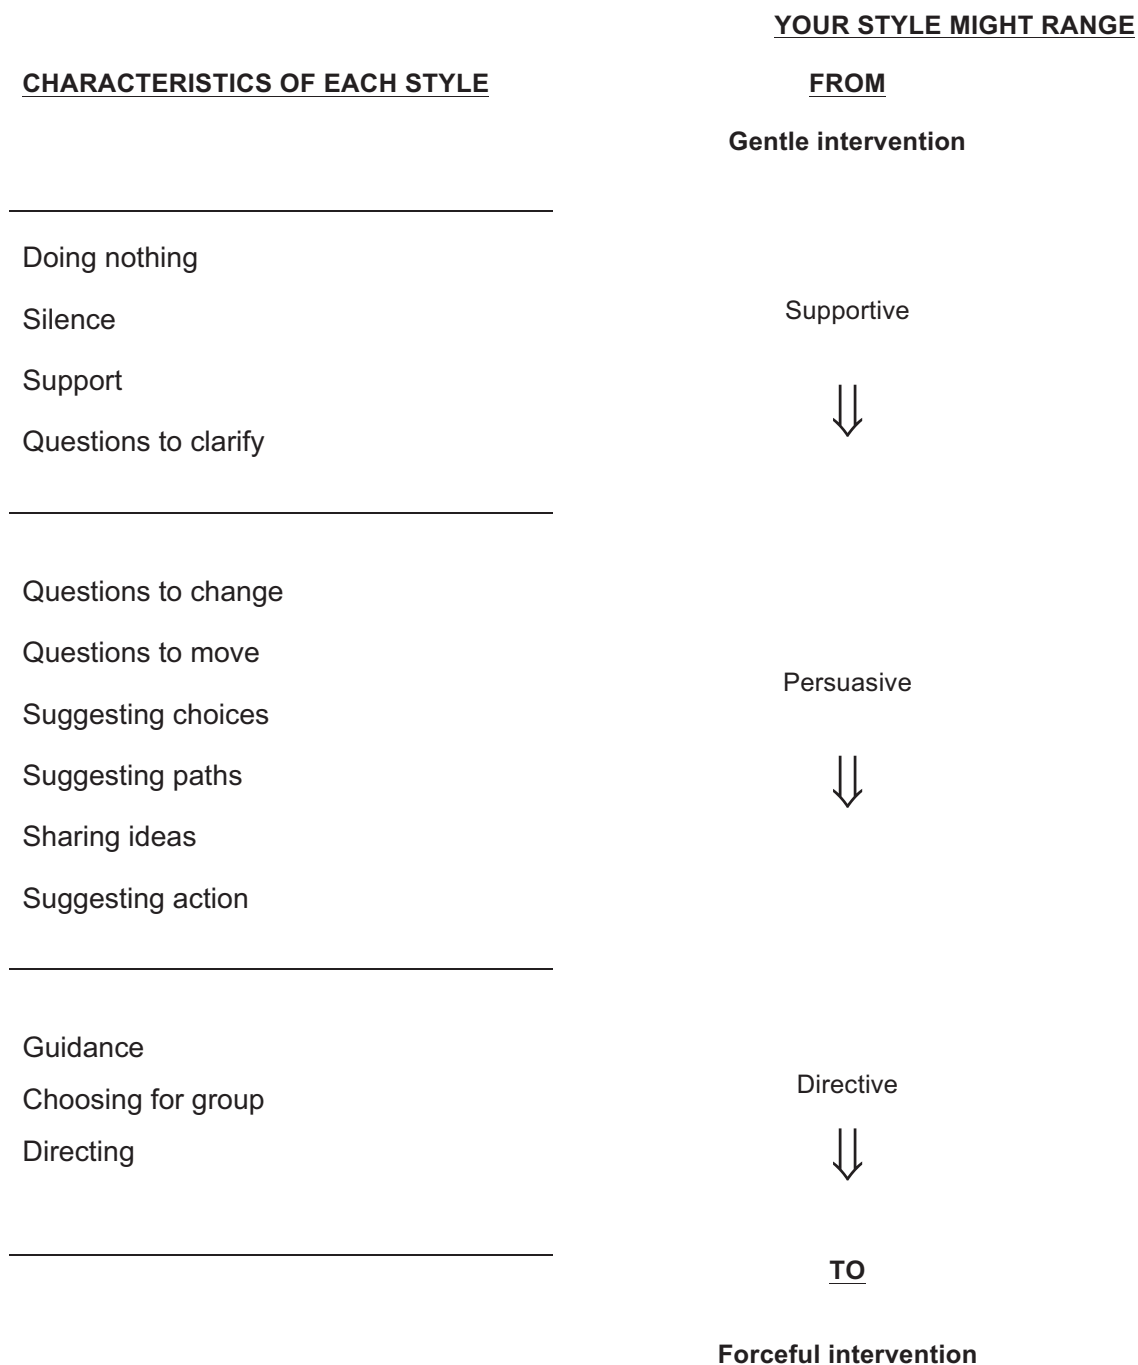 YOUR STYLE MIGHT RANGE
CHARACTERISTICS OF EACH STYLE
FROM
Gentle intervention
Doing nothing
Silence
Support
Questions to clarify
Supportive
Questions to change
Questions to move
Suggesting choices
Suggesting paths
Sharing ideas
Suggesting action
Persuasive
Guidance
Choosing for group
Directing
Directive
TO
Forceful intervention